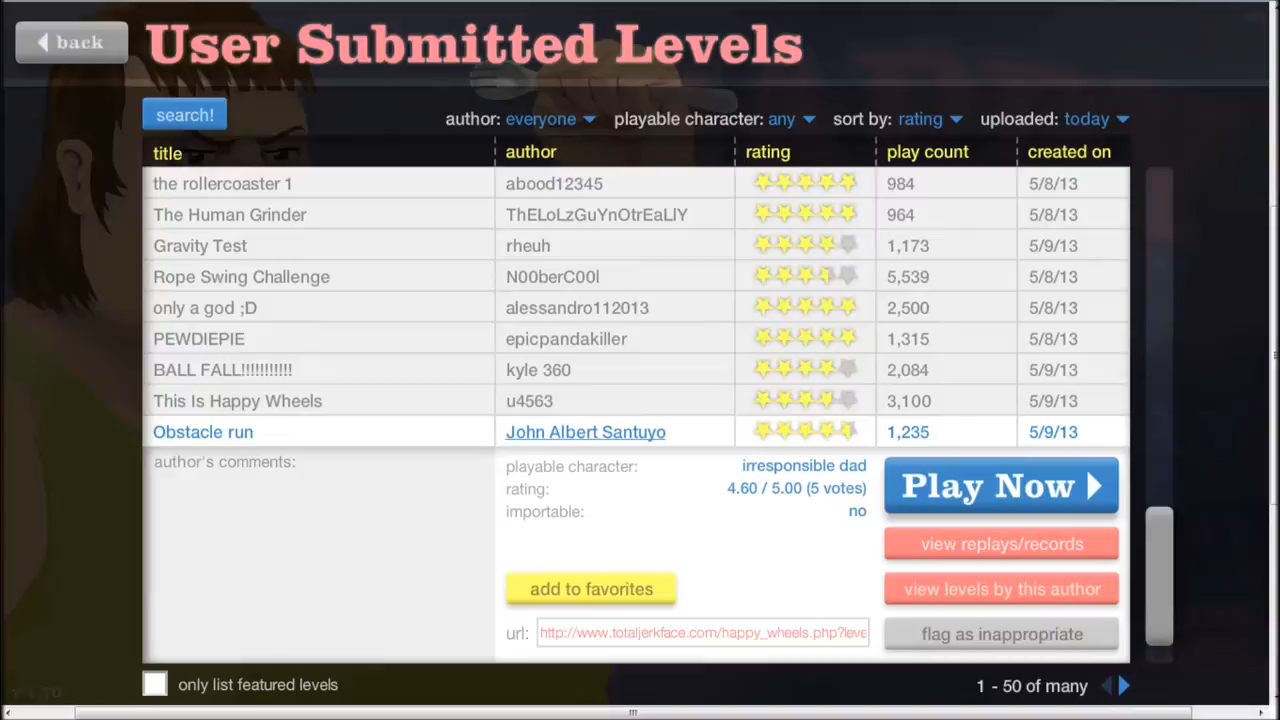 back
User Submitted Levels
search!
author: everyone playable character: any sort by: rating uploaded: today
title author rating play count created on
the rollercoaster 1 abood12345 984 5/8/13
The Human Grinder ThELoLzGuYnOtrEaLlY 964 5/8/13
Gravity Test rheuh 1,173 5/9/13
Rope Swing Challenge N00berC00l 5,539 5/8/13
only a god ;D alessandro112013 2,500 5/8/13
PEWDIEPIE epicpandakiller 1,315 5/8/13
BALL FALL!!!!!!!!!!! kyle 360 2,084 5/9/13
This Is Happy Wheels u4563 3,100 5/9/13
Obstacle run John Albert Santuyo 1,235 5/9/13
author's comments:
playable character: irresponsible dad
rating: 4.60 / 5.00 (5 votes)
importable: no
Play Now
view replays/records
add to favorites
view levels by this author
url: http://www.totaljerkface.com/happy_wheels.php?leve
flag as inappropriate
only list featured levels
1 - 50 of many